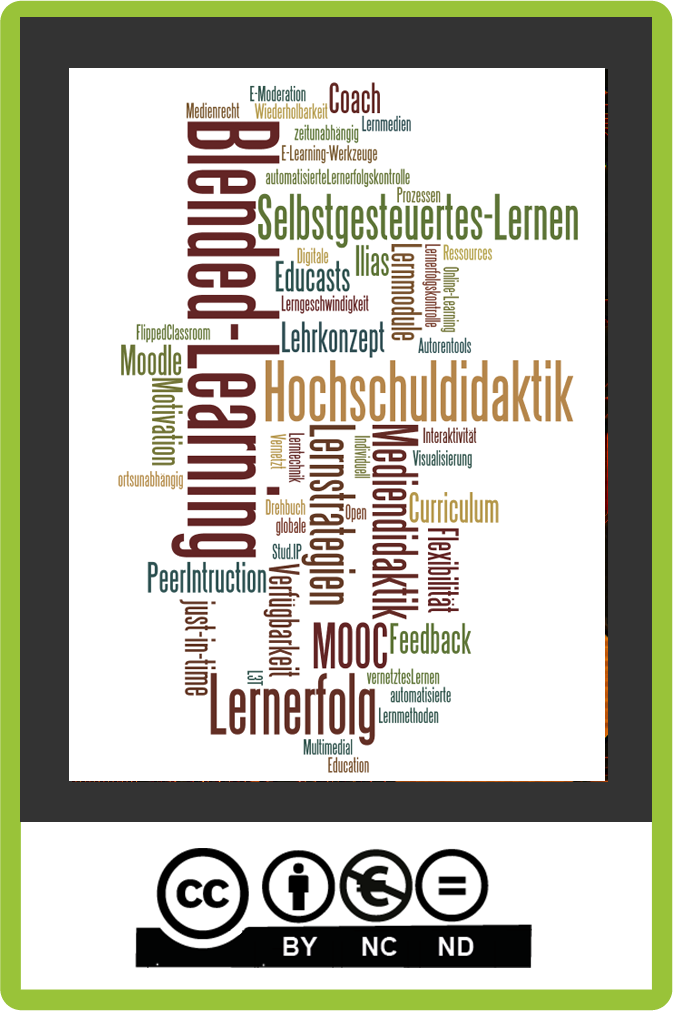 E-Moderation
Coach
Medienrecht
Wiederholbarkeit
Lernmedien
zeitunabhängig
Blended-Learning
E-Learning-Werkzeuge
automatisierteLernerfolgskontrolle
Prozessen
Selbstgesteuertes-Lernen
Digitale
Ilias
Lernmodule
Lernerfolgskontrolle
Ressources
Educasts
Online-Learning
Lerngeschwindigkeit
FlippedClassroom
Lehrkonzept
Autorentools
Moodle
Hochschuldidaktik
Motivation
Vernetzt
Lerntechnik
Lernstrategien
Individuell
Mediendidaktik
Interaktivität
Visualisierung
ortsunabhängig
Drehbuch
Open
Curriculum
globale
Flexibilität
Stud.IP
PeerIntruction
Verfügbarkeit
just-in-time
MOOC
Feedback
L3T
vernetztesLernen
Lernerfolg
automatisierte
Lernmethoden
Multimedial
Education
cc
BY NC ND